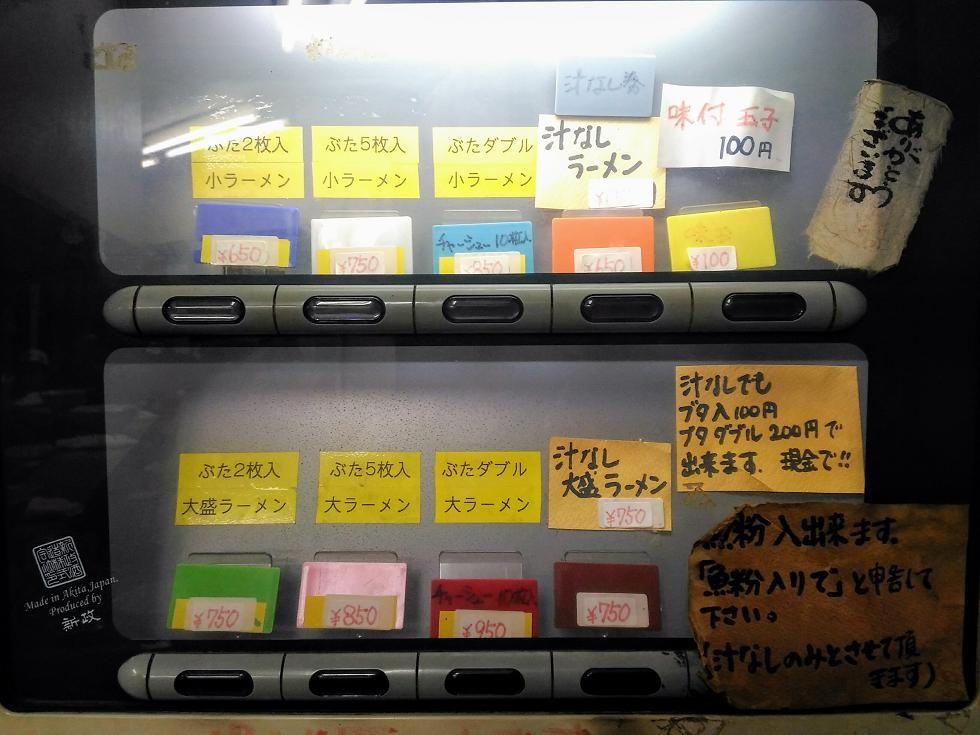 汁なし券
味付玉子
100円
ぶた2枚入
小ラーメン
ぶた5枚入
小ラーメン
ぶたダブル
小ラーメン
汁なし
ラーメン
ありがとう
ございます
¥650
¥750
チャーシュー10枚入
¥850
¥650
¥100
汁なしでも
ブタ入100円
ブタダブル200円で
出来ます。現金で!!
ぶた2枚入
大盛ラーメン
ぶた5枚入
大ラーメン
ぶたダブル
大ラーメン
汁なし
大盛ラーメン
¥750
魚粉入出来ます。
「魚粉入りで」と申告して
下さい。
(汁なしのみとさせて頂
きます)
¥750
¥850
チャーシュー10枚入
¥950
¥750
Made in Akita, Japan.
Produced by
新政